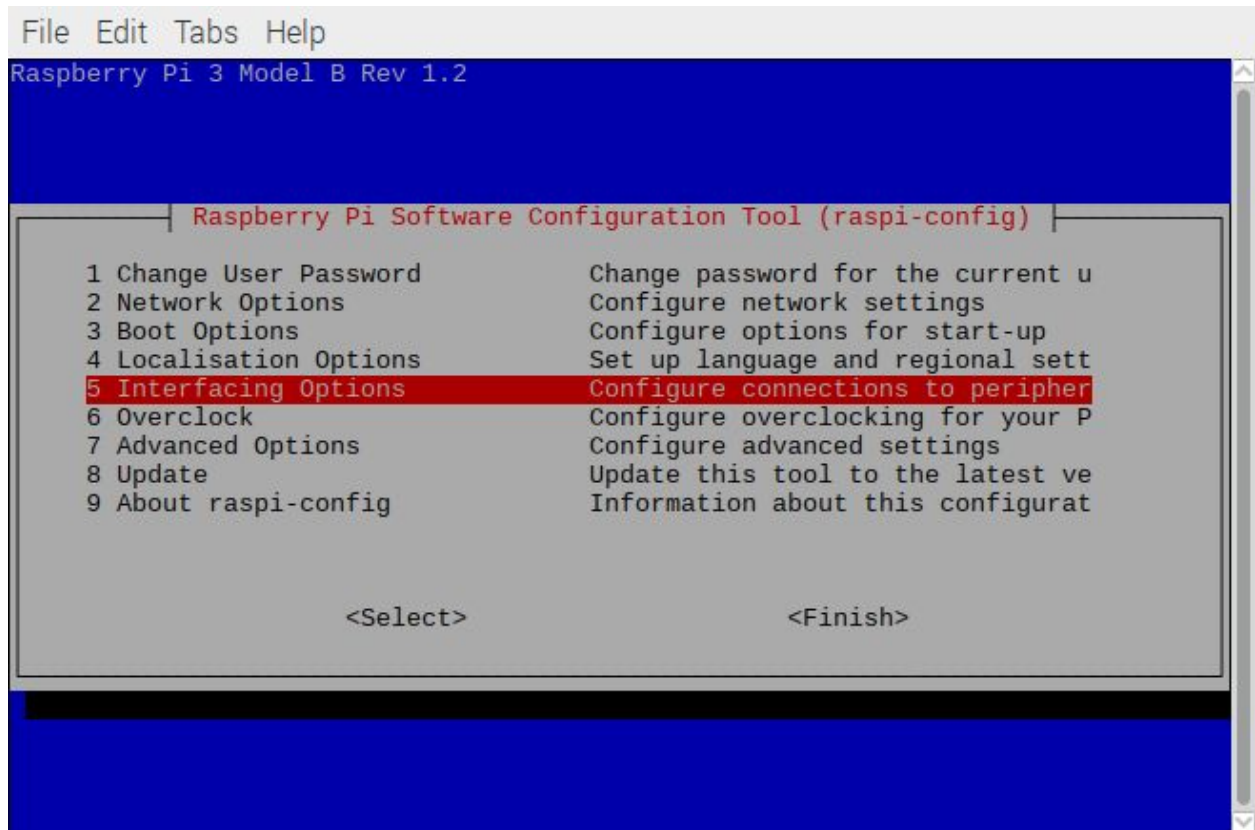 File Edit Tabs Help
Raspberry Pi 3 Model B Rev 1.2
Raspberry Pi Software Configuration Tool (raspi-config)
1 Change User Password Change password for the current u
2 Network Options Configure network settings
3 Boot Options Configure options for start-up
4 Localisation Options Set up language and regional sett
5 Interfacing Options Configure connections to peripher
6 Overclock Configure overclocking for your P
7 Advanced Options Configure advanced settings
8 Update Update this tool to the latest ve
9 About raspi-config Information about this configurat
<Select> <Finish>